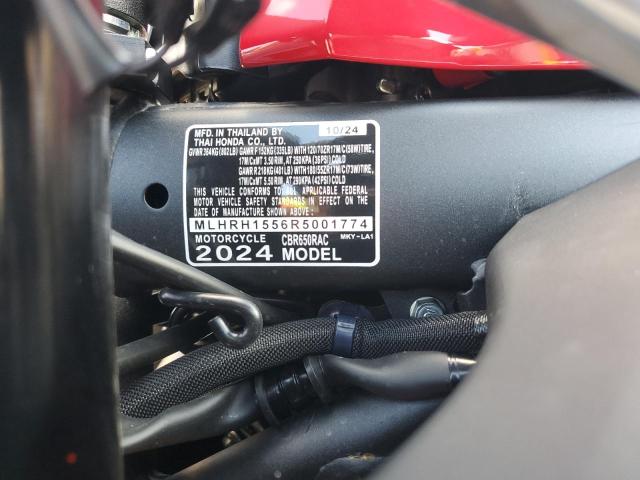 MFD. IN THAILAND BY 10/24
THAI HONDA CO., LTD.
GVWR 364KG (802LB) GAWR F 152KG (335LB) WITH 120/70ZR17M/C(58W)TIRE,
17M/CxMT 3.50 RIM, AT 250KPA (36PSI) COLD
GAWR R 218KG (481LB) WITH 180/55ZR17M/C(73W)TIRE,
17M/CxMT 5.50 RIM, AT 290KPA (42PSI) COLD
THIS VEHICLE CONFORMS TO ALL APPLICABLE FEDERAL
MOTOR VEHICLE SAFETY STANDARDS IN EFFECT ON THE
DATE OF MANUFACTURE SHOWN ABOVE:
MLHRH1556R5001774
MOTORCYCLE CBR650RAC MKY-LA1
2024 MODEL